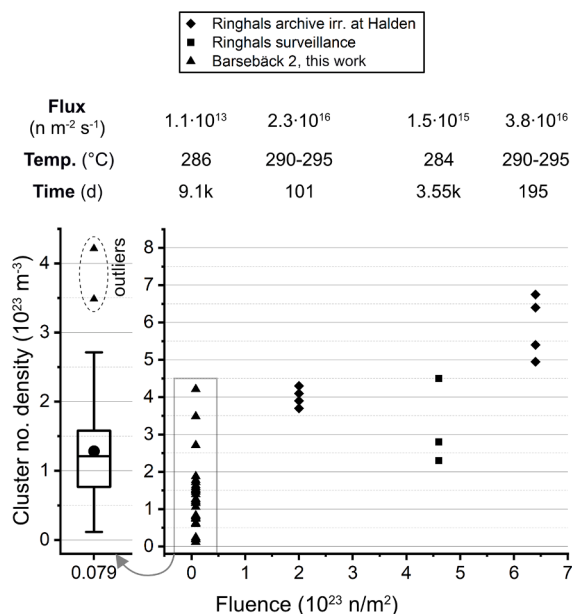 Ringhals archive irr. at Halden
Ringhals surveillance
Barsebäck 2, this work
Flux
(n m⁻² s⁻¹) 1.1·10¹³ 2.3·10¹⁶ 1.5·10¹⁵ 3.8·10¹⁶
Temp. (°C) 286 290-295 284 290-295
Time (d) 9.1k 101 3.55k 195
Cluster no. density (10²³ m⁻³)
4
3
2
1
0
outliers
0.079
8
7
6
5
4
3
2
1
0
0 1 2 3 4 5 6 7
Fluence (10²³ n/m²)